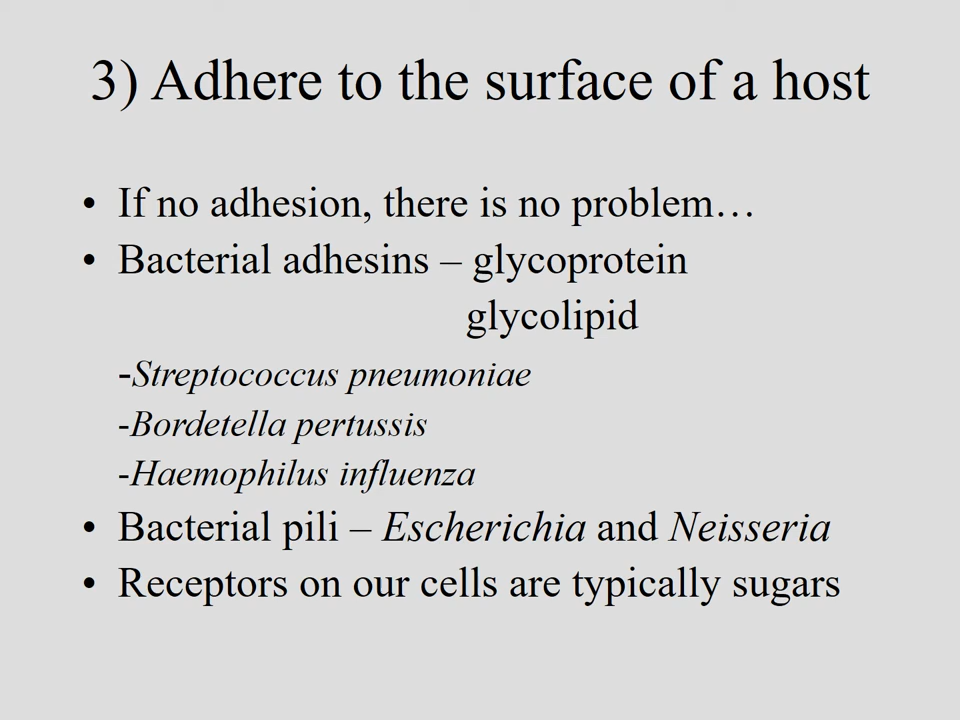 3) Adhere to the surface of a host
• If no adhesion, there is no problem…
• Bacterial adhesins – glycoprotein
glycolipid
-Streptococcus pneumoniae
-Bordetella pertussis
-Haemophilus influenza
• Bacterial pili – Escherichia and Neisseria
• Receptors on our cells are typically sugars